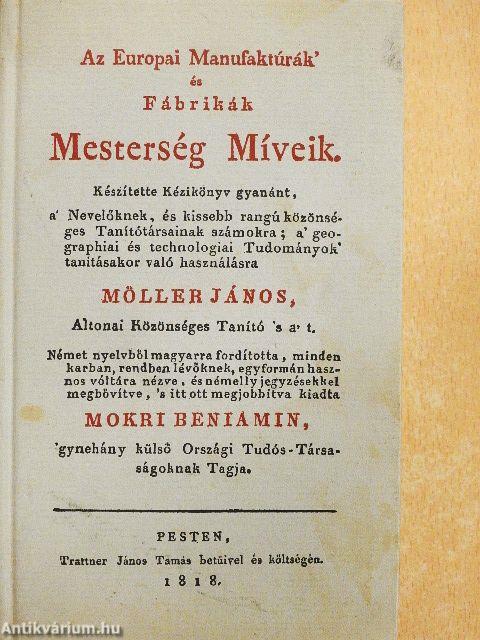 Az Europai Manufaktúrák'
és
Fábrikák
Mesterség Míveik.
Készítette Kézikönyv gyanánt,
a' Nevelőknek, és kissebb rangú közönsé-
ges Tanítótársainak számokra; a' geo-
graphiai és technologiai Tudományok'
tanitásakor való használásra
MÖLLER JÁNOS,
Altonai Közönséges Tanító 's a' t.
Német nyelvből magyarra fordította, minden
karban, rendben lévőknek, egyformán hasz-
nos vóltára nézve, és némelly jegyzésekkel
megbövítve, 's itt ott megjobbítva kiadta
MOKRI BENIAMIN,
'gynehány külső Országi Tudós-Társa-
ságoknak Tagja.
PESTEN,
Trattner János Tamás betűivel és költségén.
1818.
Antikvárium.hu